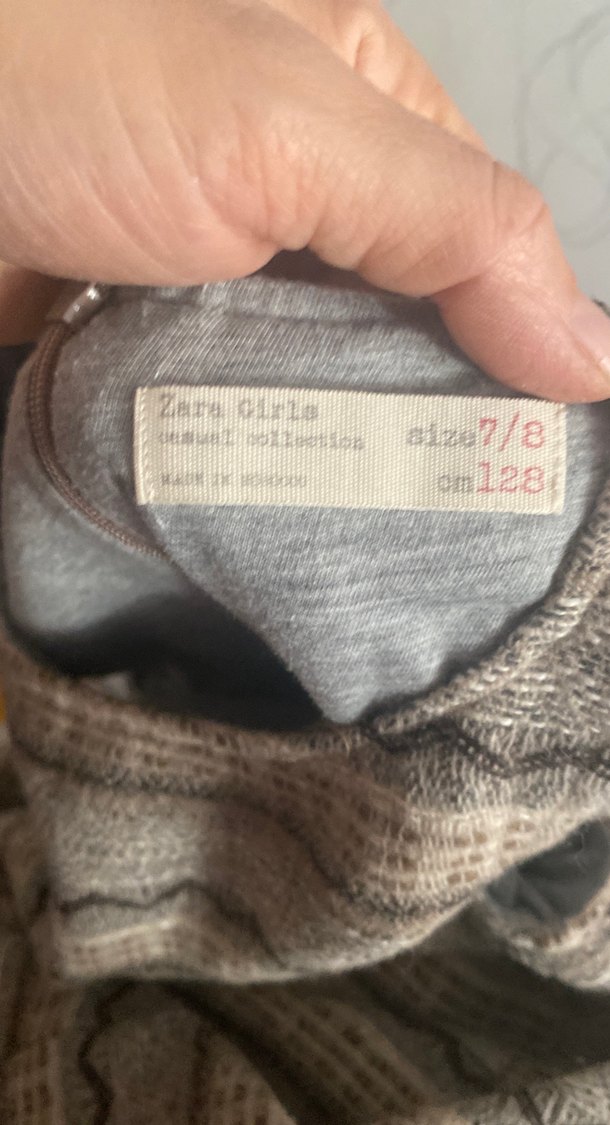 Zara Girls
casual collection
MADE IN MOROCCO
size 7/8
cm 128